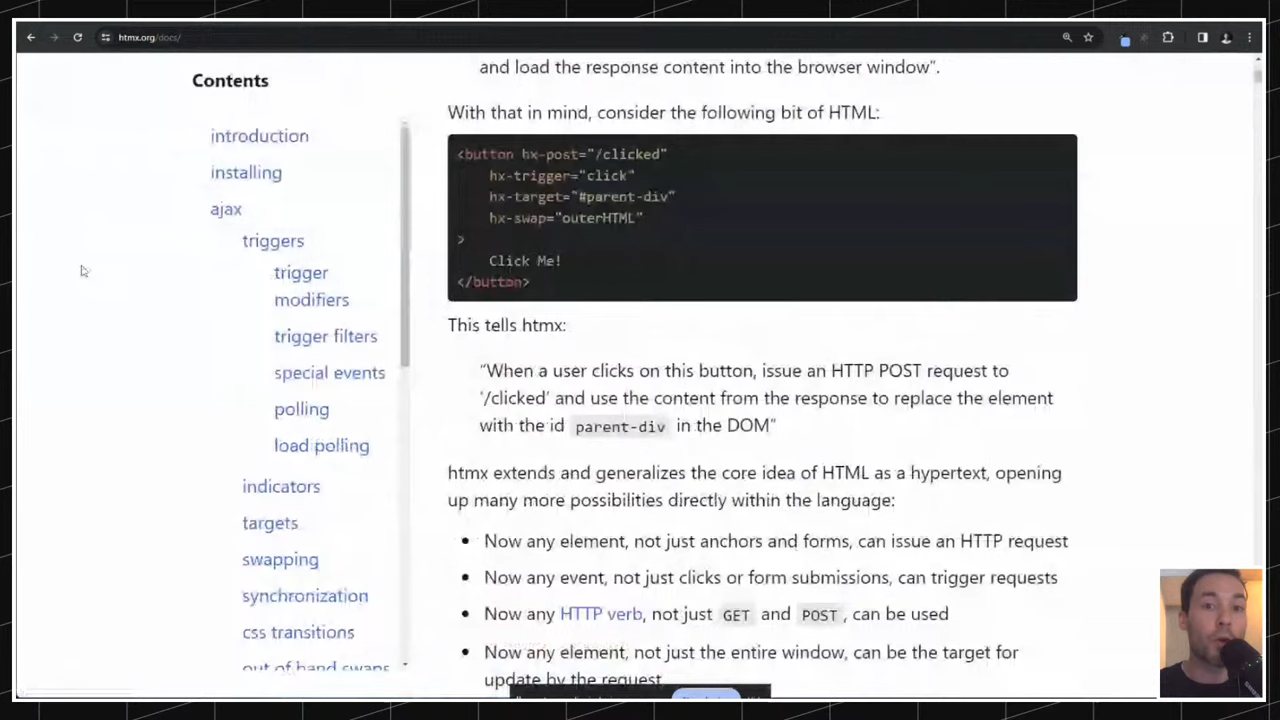 htmx.org/docs/
Contents
introduction
installing
ajax
triggers
trigger
modifiers
trigger filters
special events
polling
load polling
indicators
targets
swapping
synchronization
css transitions
out of band swaps
and load the response content into the browser window”.
With that in mind, consider the following bit of HTML:
<button hx-post="/clicked"
hx-trigger="click"
hx-target="#parent-div"
hx-swap="outerHTML"
>
Click Me!
</button>
This tells htmx:
“When a user clicks on this button, issue an HTTP POST request to
‘/clicked’ and use the content from the response to replace the element
with the id parent-div in the DOM”
htmx extends and generalizes the core idea of HTML as a hypertext, opening
up many more possibilities directly within the language:
• Now any element, not just anchors and forms, can issue an HTTP request
• Now any event, not just clicks or form submissions, can trigger requests
• Now any HTTP verb, not just GET and POST, can be used
• Now any element, not just the entire window, can be the target for
update by the request